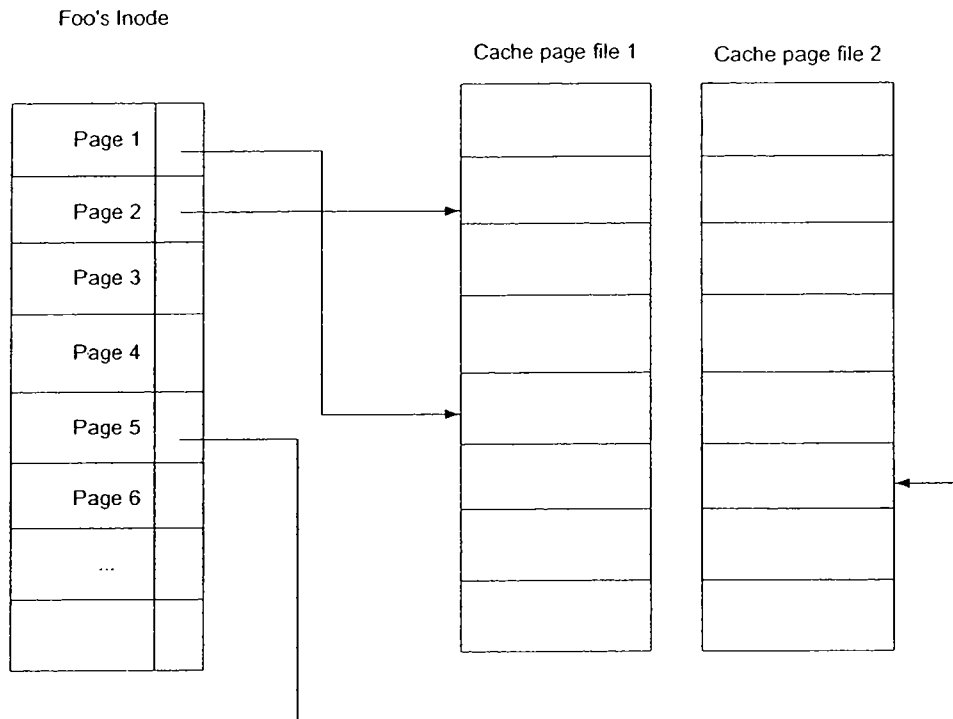 Foo's Inode
Cache page file 1
Cache page file 2
Page 1
Page 2
Page 3
Page 4
Page 5
Page 6
...